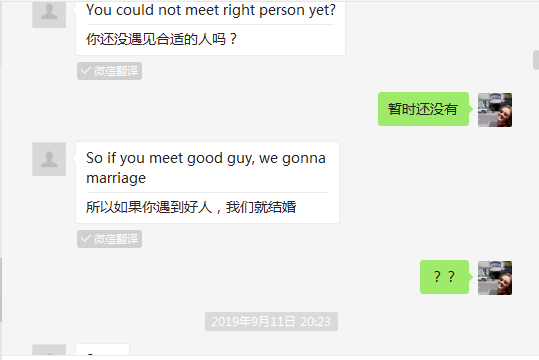 You could not meet right person yet?
你还没遇见合适的人吗？
微信翻译
暂时还没有
So if you meet good guy, we gonna
marriage
所以如果你遇到好人，我们就结婚
微信翻译
？？
2019年9月11日 20:23